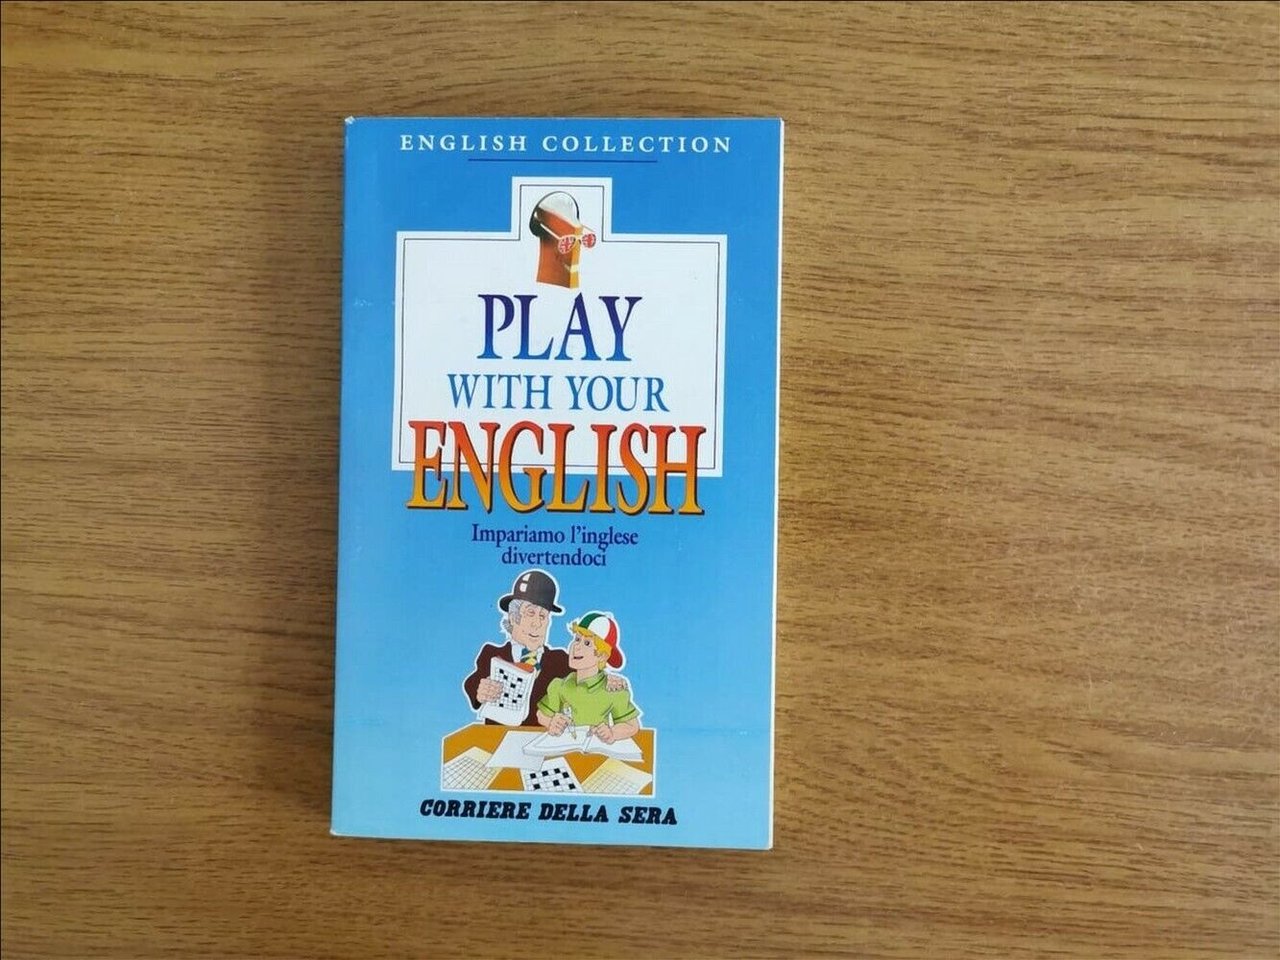 ENGLISH COLLECTION
PLAY
WITH YOUR
ENGLISH
Impariamo l'inglese
divertendoci
CORRIERE DELLA SERA